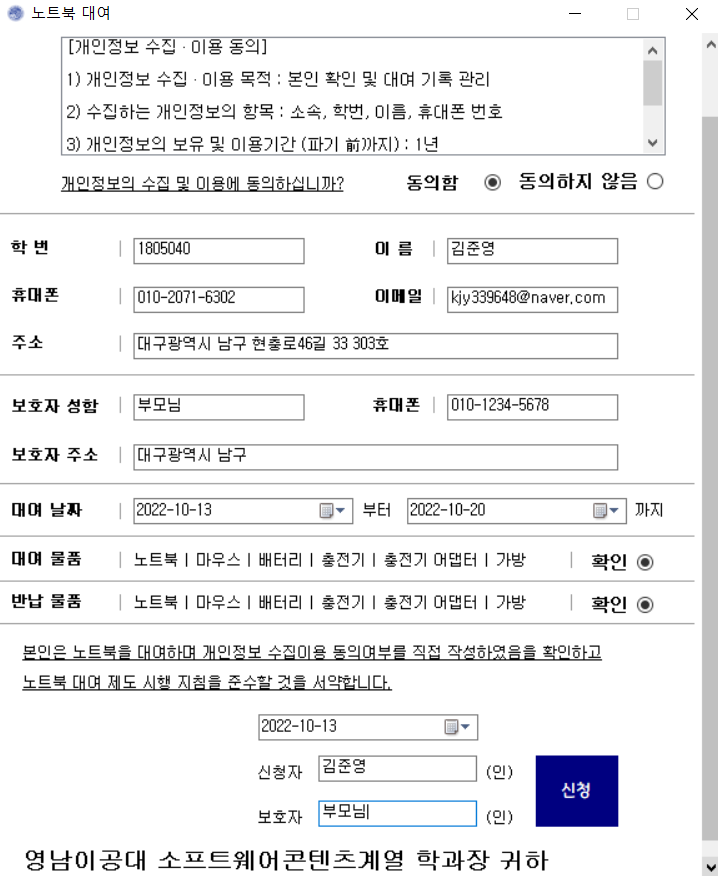 노트북 대여
[개인정보 수집 · 이용 동의]
1) 개인정보 수집 · 이용 목적 : 본인 확인 및 대여 기록 관리
2) 수집하는 개인정보의 항목 : 소속, 학번, 이름, 휴대폰 번호
3) 개인정보의 보유 및 이용기간 (파기 前까지) : 1년
개인정보의 수집 및 이용에 동의하십니까? 동의함 동의하지 않음
학 번 | 1805040 이 름 | 김준영
휴대폰 | 010-2071-6302 이메일 | kjy339648@naver.com
주소 | 대구광역시 남구 현충로46길 33 303호
보호자 성함 | 부모님 휴대폰 | 010-1234-5678
보호자 주소 | 대구광역시 남구
대여 날짜 | 2022-10-13 부터 2022-10-20 까지
대여 물품 | 노트북 | 마우스 | 배터리 | 충전기 | 충전기 어댑터 | 가방 | 확인
반납 물품 | 노트북 | 마우스 | 배터리 | 충전기 | 충전기 어댑터 | 가방 | 확인
본인은 노트북을 대여하며 개인정보 수집이용 동의여부를 직접 작성하였음을 확인하고
노트북 대여 제도 시행 지침을 준수할 것을 서약합니다.
2022-10-13
신청자 김준영 (인)
신청
보호자 부모님 (인)
영남이공대 소프트웨어콘텐츠계열 학과장 귀하